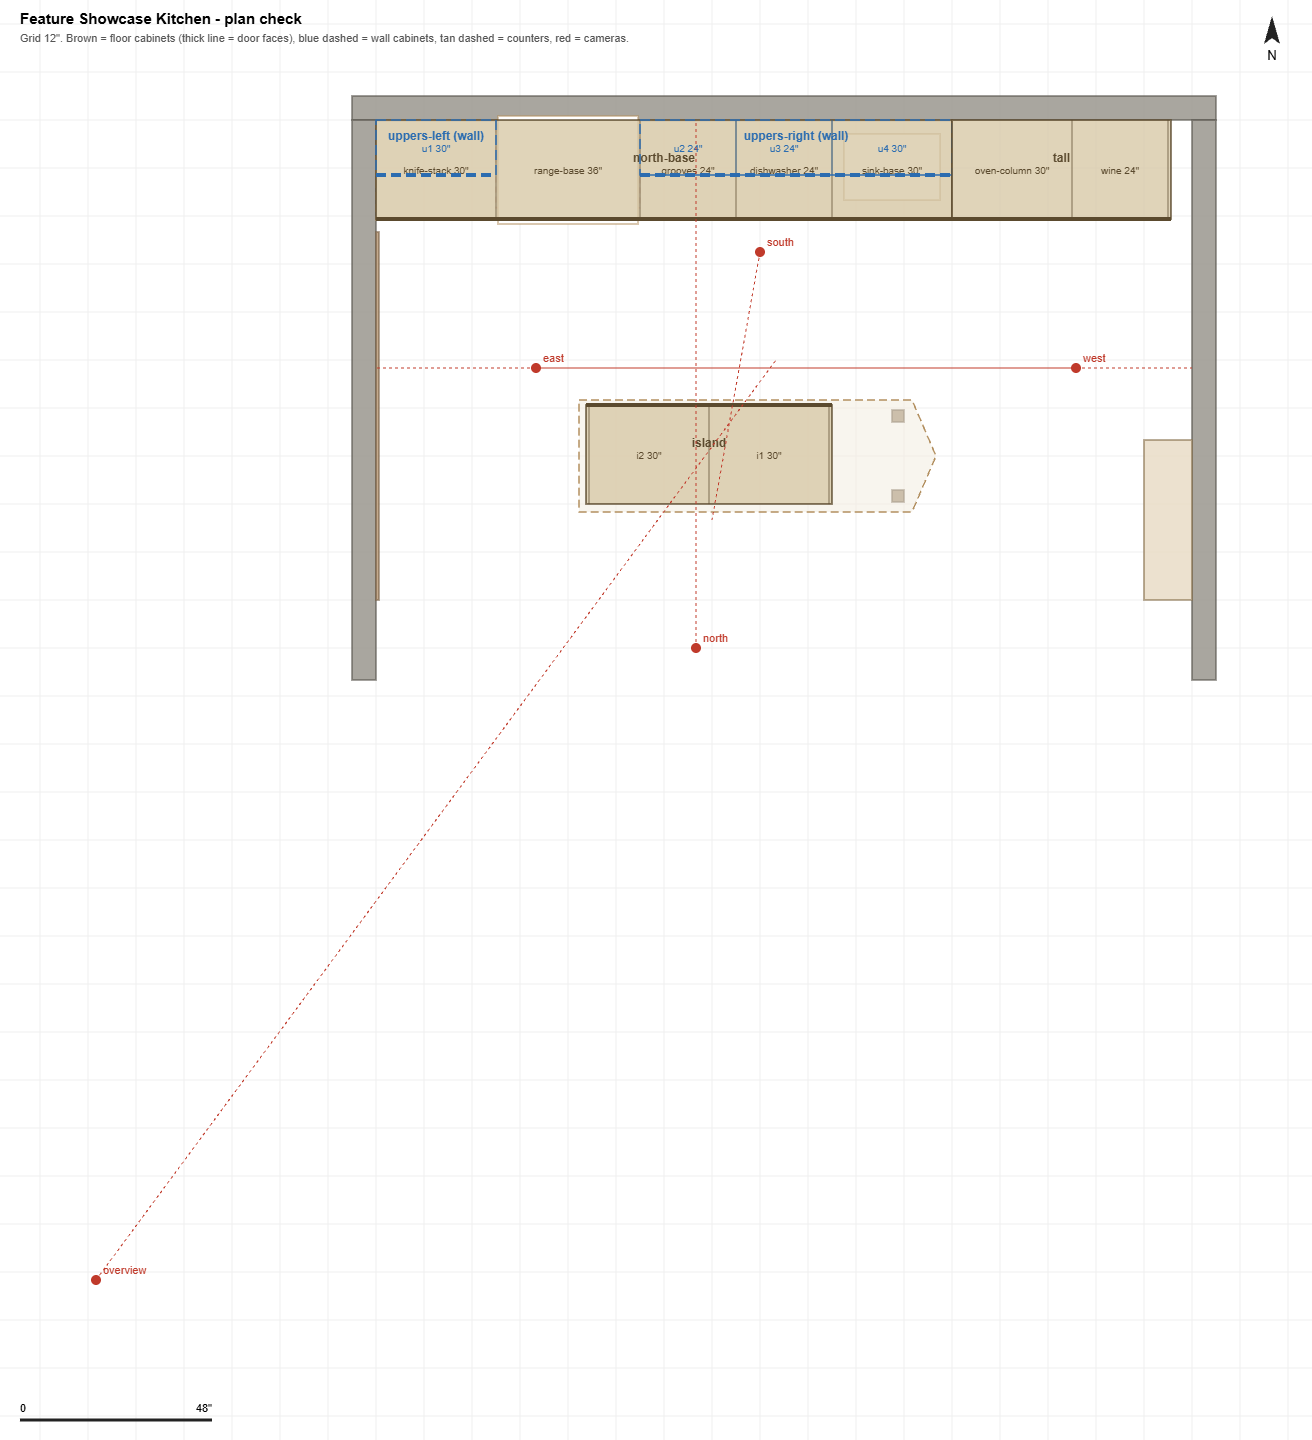 Feature Showcase Kitchen - plan check
Grid 12". Brown = floor cabinets (thick line = door faces), blue dashed = wall cabinets, tan dashed = counters, red = cameras.
N
uppers-left (wall)
uppers-right (wall)
u1 30"
u2 24"
u3 24"
u4 30"
north-base
tall
knife-stack 30"
range-base 36"
grooves 24"
dishwasher 24"
sink-base 30"
oven-column 30"
wine 24"
south
east
west
island
i2 30"
i1 30"
north
overview
0
48"